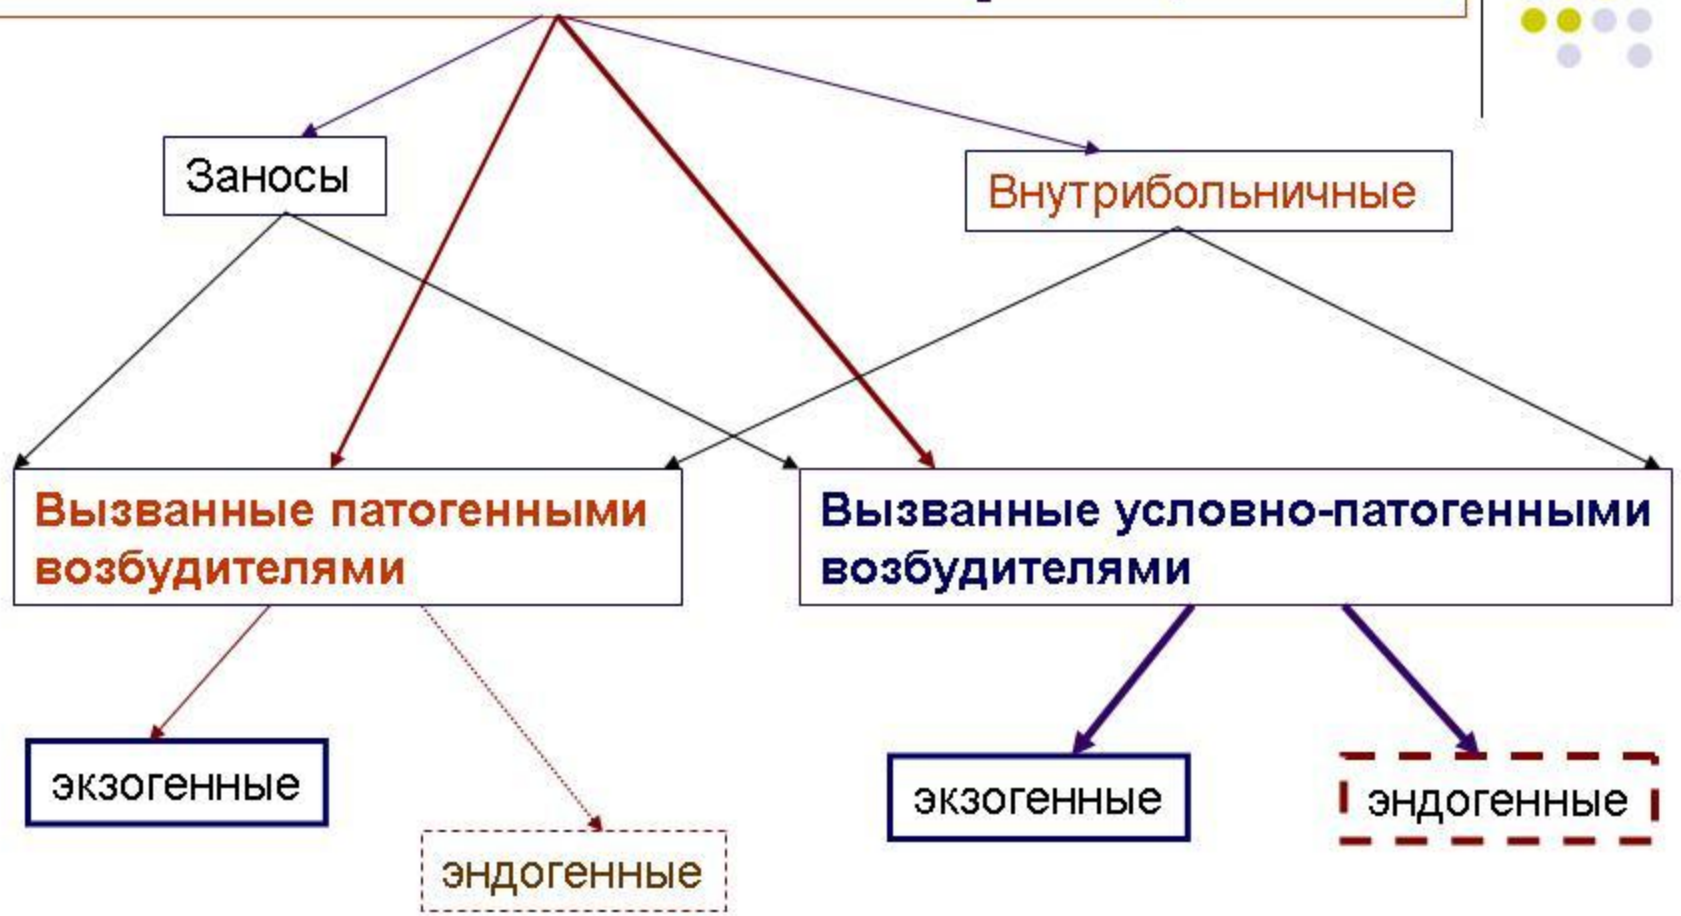 Заносы
Внутрибольничные
Вызванные патогенными
возбудителями
Вызванные условно-патогенными
возбудителями
экзогенные
эндогенные
экзогенные
эндогенные